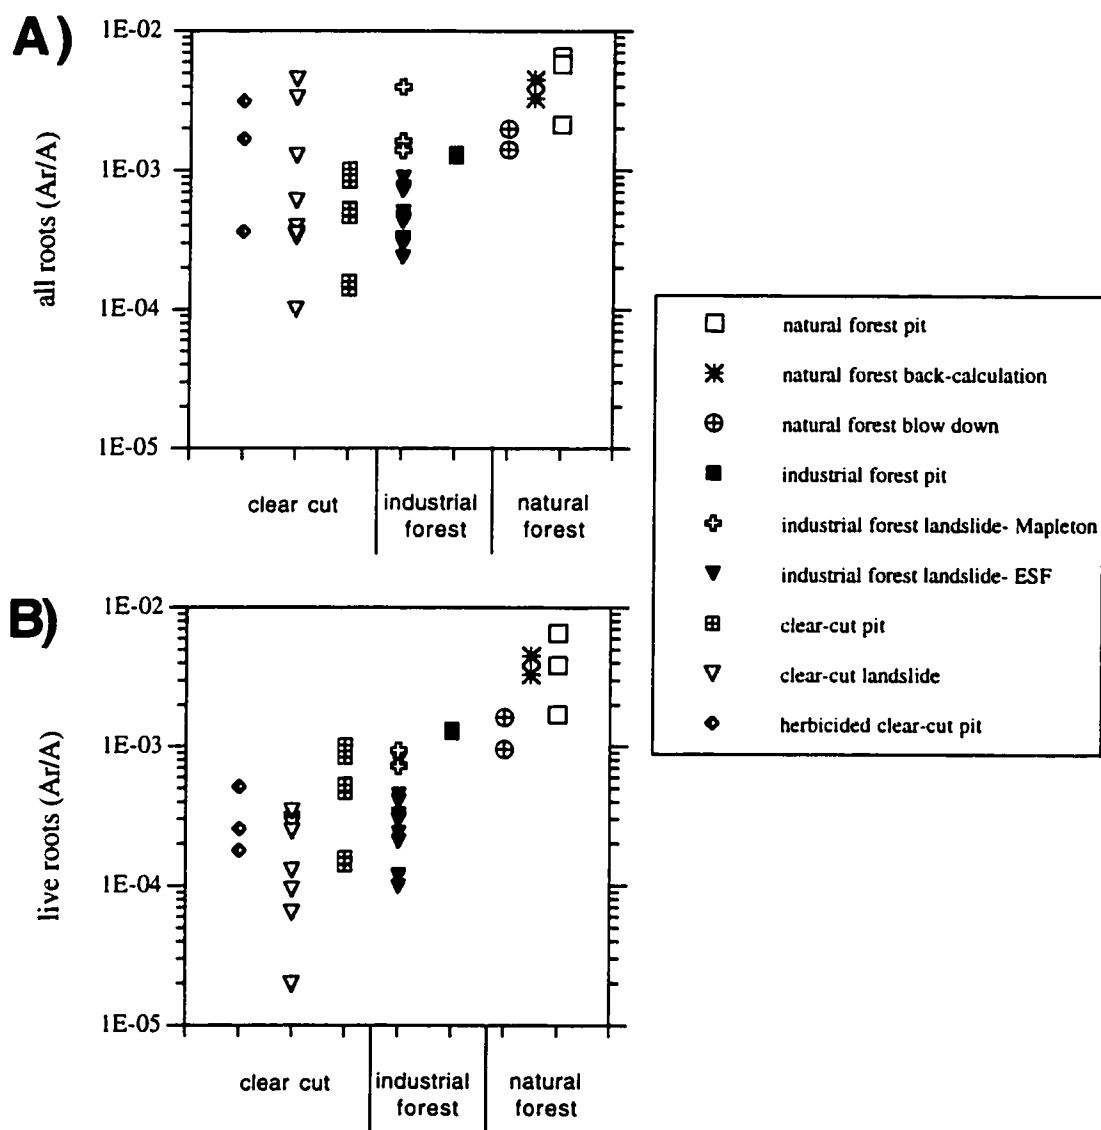 A)
1E-02
1E-03
1E-04
1E-05
all roots (Ar/A)
clear cut
industrial
forest
natural
forest
natural forest pit
natural forest back-calculation
natural forest blow down
industrial forest pit
industrial forest landslide- Mapleton
industrial forest landslide- ESF
clear-cut pit
clear-cut landslide
herbicided clear-cut pit
B)
1E-02
1E-03
1E-04
1E-05
live roots (Ar/A)
clear cut
industrial
forest
natural
forest